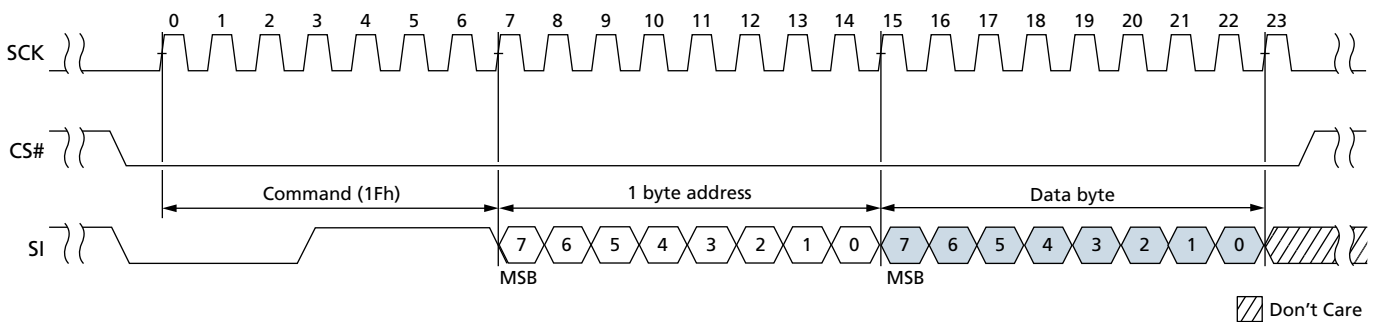 0 1 2 3 4 5 6 7 8 9 10 11 12 13 14 15 16 17 18 19 20 21 22 23
SCK
CS#
Command (1Fh) 1 byte address Data byte
SI 7 6 5 4 3 2 1 0 7 6 5 4 3 2 1 0
MSB MSB
Don't Care